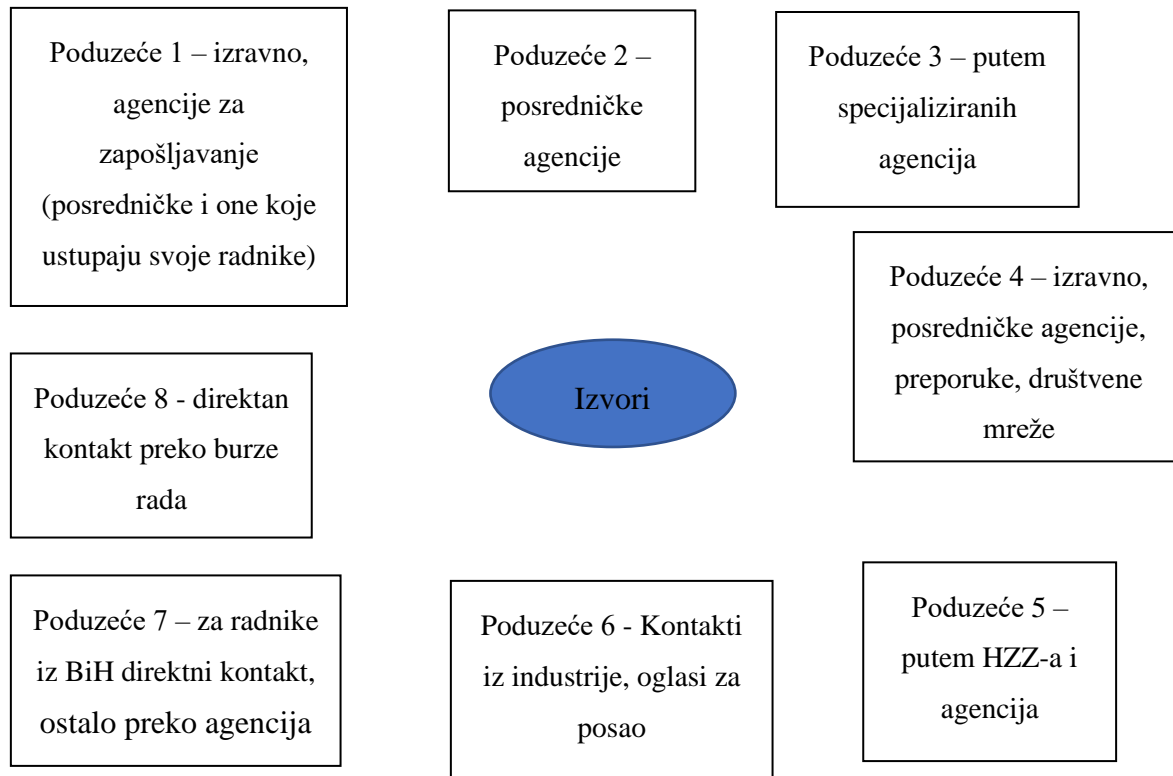 Poduzeće 1 – izravno,
agencije za
zapošljavanje
(posredničke i one koje
ustupaju svoje radnike)
Poduzeće 2 –
posredničke
agencije
Poduzeće 3 – putem
specijaliziranih
agencija
Poduzeće 4 – izravno,
posredničke agencije,
preporuke, društvene
mreže
Izvori
Poduzeće 8 - direktan
kontakt preko burze
rada
Poduzeće 7 – za radnike
iz BiH direktni kontakt,
ostalo preko agencija
Poduzeće 6 - Kontakti
iz industrije, oglasi za
posao
Poduzeće 5 –
putem HZZ-a i
agencija